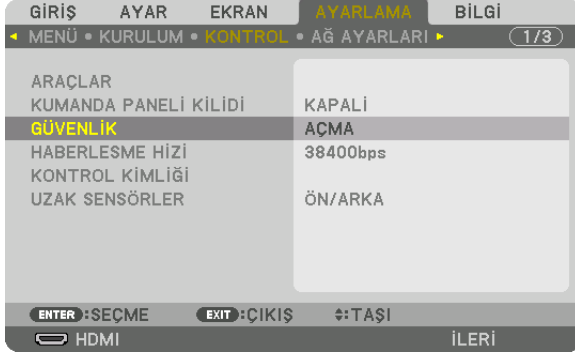 GİRİŞ AYAR EKRAN AYARLAMA BİLGİ
MENÜ • KURULUM • KONTROL • AĞ AYARLARI 1/3
ARAÇLAR
KUMANDA PANELİ KİLİDİ KAPALİ
GÜVENLİK AÇMA
HABERLESME HİZİ 38400bps
KONTROL KİMLİĞİ
UZAK SENSÖRLER ÖN/ARKA
ENTER :SEÇME EXIT :ÇIKIŞ :TAŞI
HDMI İLERİ